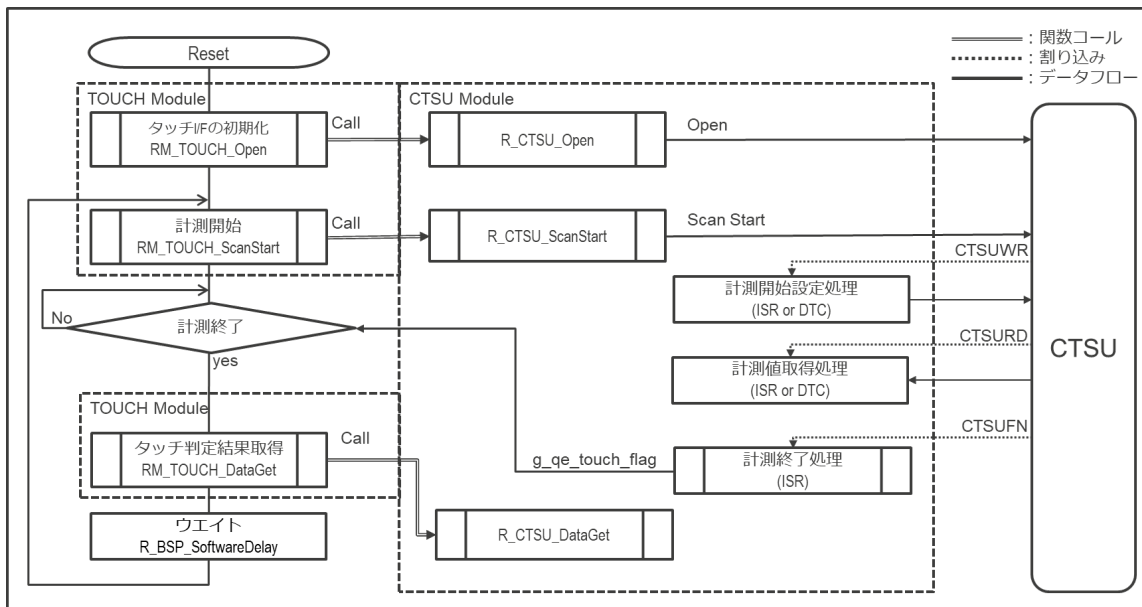 Reset
: 関数コール
: 割り込み
: データフロー
TOUCH Module
CTSU Module
タッチI/Fの初期化
RM_TOUCH_Open
Call
R_CTSU_Open
Open
計測開始
RM_TOUCH_ScanStart
Call
R_CTSU_ScanStart
Scan Start
CTSUWR
計測開始設定処理
(ISR or DTC)
No
計測終了
yes
CTSURD
計測値取得処理
(ISR or DTC)
CTSU
TOUCH Module
タッチ判定結果取得
RM_TOUCH_DataGet
Call
CTSUFN
g_qe_touch_flag
計測終了処理
(ISR)
ウエイト
R_BSP_SoftwareDelay
R_CTSU_DataGet